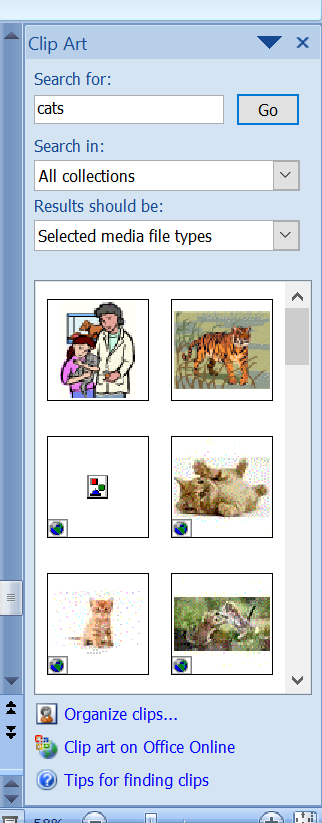 Clip Art
Search for:
cats
Go
Search in:
All collections
Results should be:
Selected media file types
Organize clips...
Clip art on Office Online
Tips for finding clips
58%